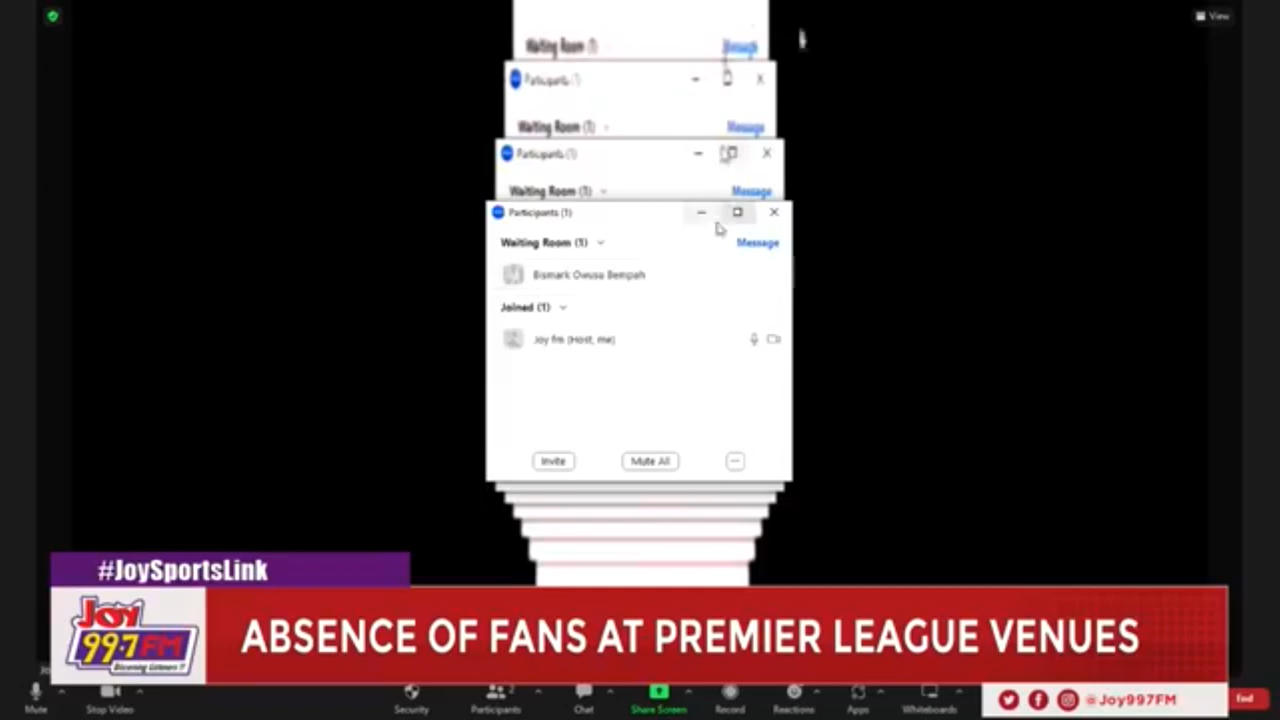 View
Waiting Room (1)
Message
Participants (1)
Waiting Room (1)
Message
Participants (1)
Waiting Room (1)
Message
Participants (1)
Waiting Room (1)
Message
Bismark Owusu Bempah
Joined (1)
Joy fm (Host, me)
Invite
Mute All
#JoySportsLink
JOY
99.7 FM
ABSENCE OF FANS AT PREMIER LEAGUE VENUES
Mute
Stop Video
Security
Participants
2
Chat
Share Screen
Record
Reactions
Apps
Whiteboards
@Joy997FM
End